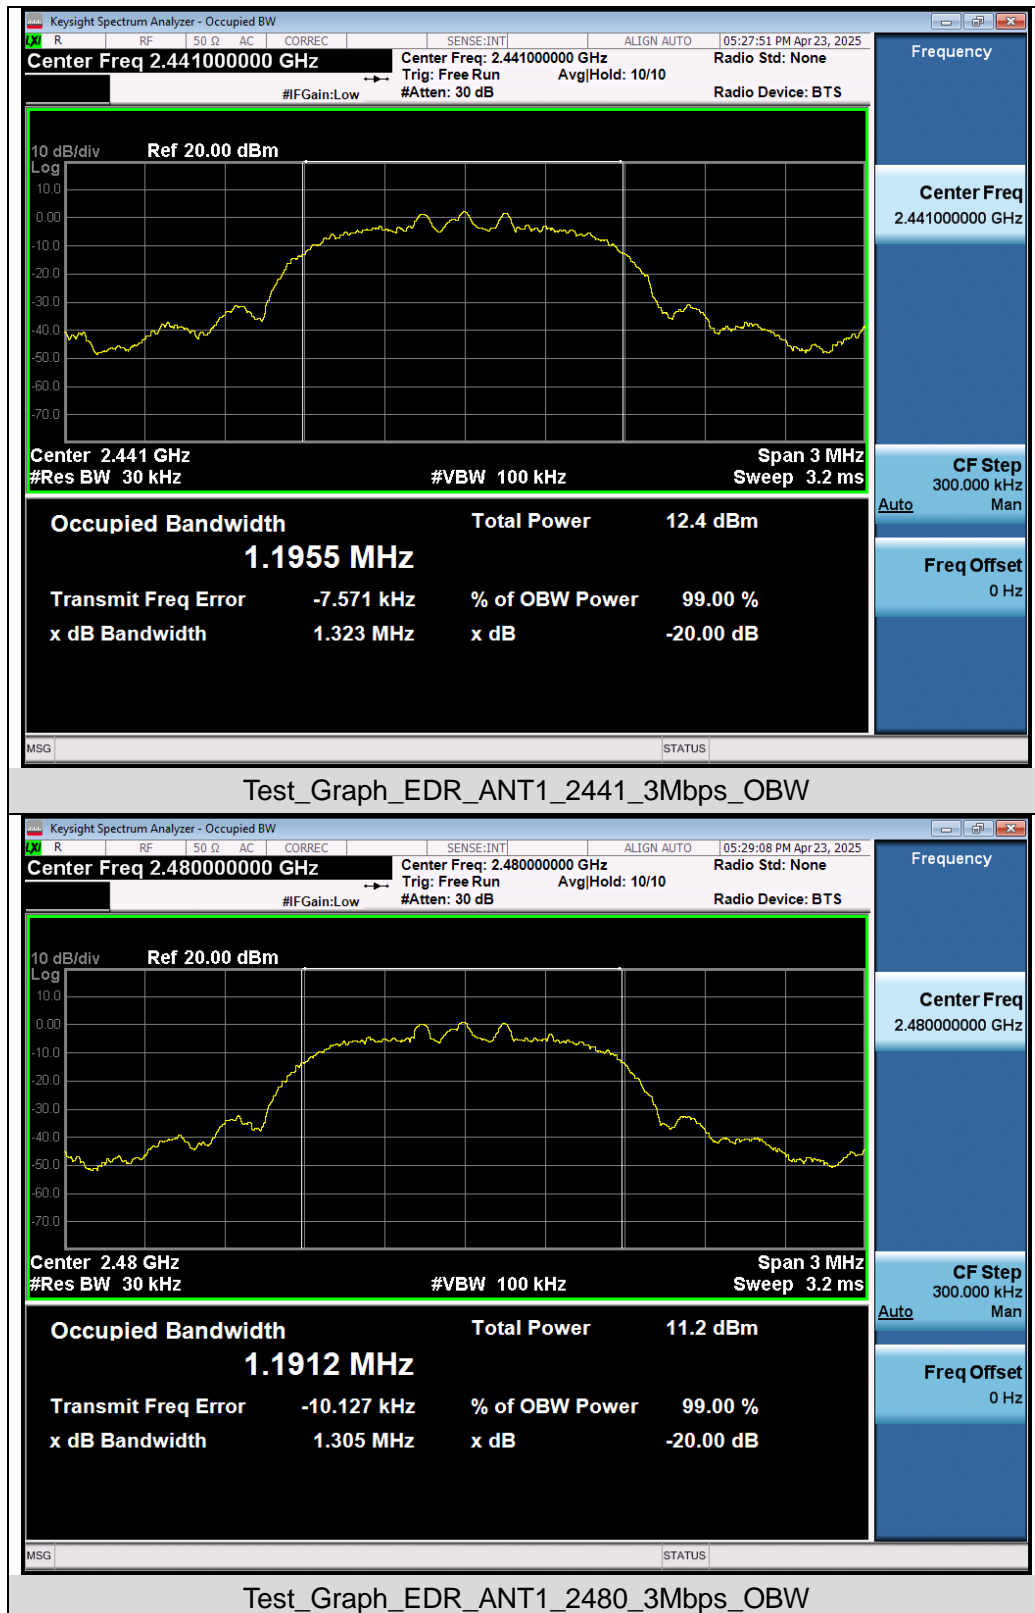 Keysight Spectrum Analyzer - Occupied BW
LXI R RF 50 Ω AC CORREC SENSE:INT ALIGN AUTO 05:27:51 PM Apr 23, 2025
Center Freq 2.441000000 GHz
Center Freq: 2.441000000 GHz
Radio Std: None
Trig: Free Run Avg|Hold: 10/10
#IFGain:Low
#Atten: 30 dB
Radio Device: BTS
10 dB/div Ref 20.00 dBm
Log
10.0
0.00
-10.0
-20.0
-30.0
-40.0
-50.0
-60.0
-70.0
Center 2.441 GHz Span 3 MHz
#Res BW 30 kHz #VBW 100 kHz Sweep 3.2 ms
Occupied Bandwidth Total Power 12.4 dBm
1.1955 MHz
Transmit Freq Error -7.571 kHz % of OBW Power 99.00 %
x dB Bandwidth 1.323 MHz x dB -20.00 dB
MSG STATUS
Frequency
Center Freq
2.441000000 GHz
CF Step
300.000 kHz
Auto Man
Freq Offset
0 Hz
Test_Graph_EDR_ANT1_2441_3Mbps_OBW
Keysight Spectrum Analyzer - Occupied BW
LXI R RF 50 Ω AC CORREC SENSE:INT ALIGN AUTO 05:29:08 PM Apr 23, 2025
Center Freq 2.480000000 GHz
Center Freq: 2.480000000 GHz
Radio Std: None
Trig: Free Run Avg|Hold: 10/10
#IFGain:Low
#Atten: 30 dB
Radio Device: BTS
10 dB/div Ref 20.00 dBm
Log
10.0
0.00
-10.0
-20.0
-30.0
-40.0
-50.0
-60.0
-70.0
Center 2.48 GHz Span 3 MHz
#Res BW 30 kHz #VBW 100 kHz Sweep 3.2 ms
Occupied Bandwidth Total Power 11.2 dBm
1.1912 MHz
Transmit Freq Error -10.127 kHz % of OBW Power 99.00 %
x dB Bandwidth 1.305 MHz x dB -20.00 dB
MSG STATUS
Frequency
Center Freq
2.480000000 GHz
CF Step
300.000 kHz
Auto Man
Freq Offset
0 Hz
Test_Graph_EDR_ANT1_2480_3Mbps_OBW